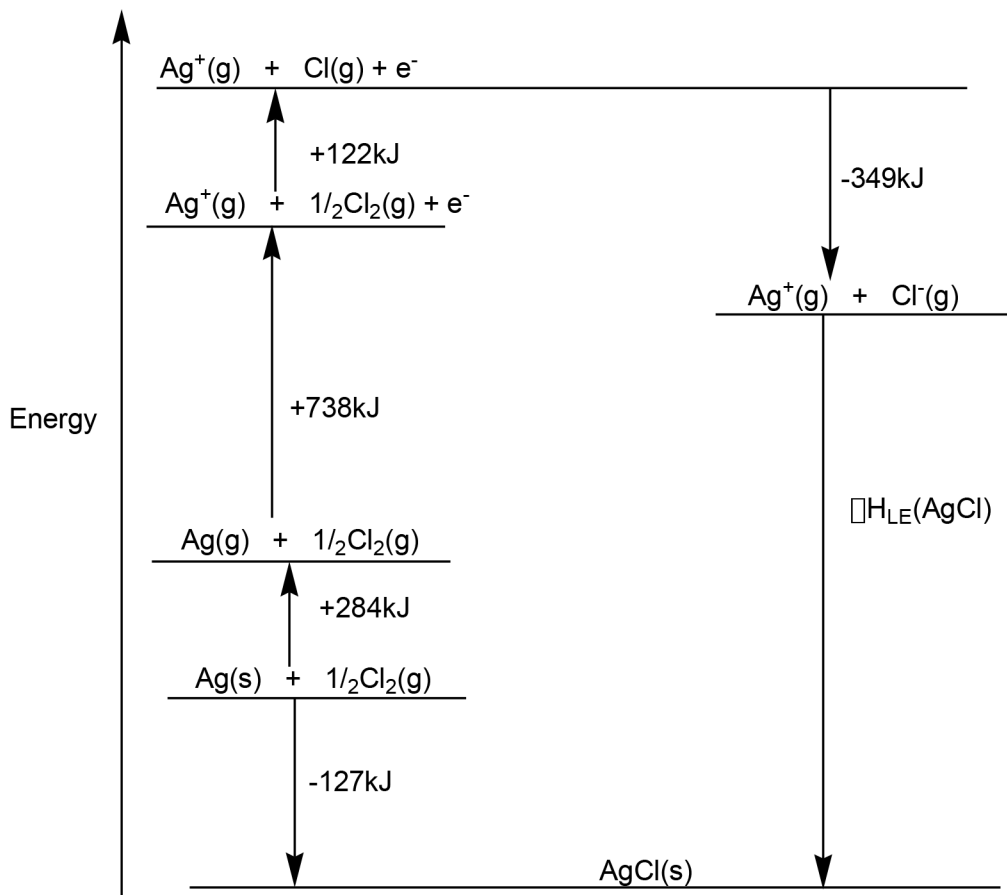 Ag⁺(g) + Cl(g) + e⁻
+122kJ
-349kJ
Ag⁺(g) + 1/₂Cl₂(g) + e⁻
Ag⁺(g) + Cl⁻(g)
+738kJ
Energy
□H_LE(AgCl)
Ag(g) + 1/₂Cl₂(g)
+284kJ
Ag(s) + 1/₂Cl₂(g)
-127kJ
AgCl(s)